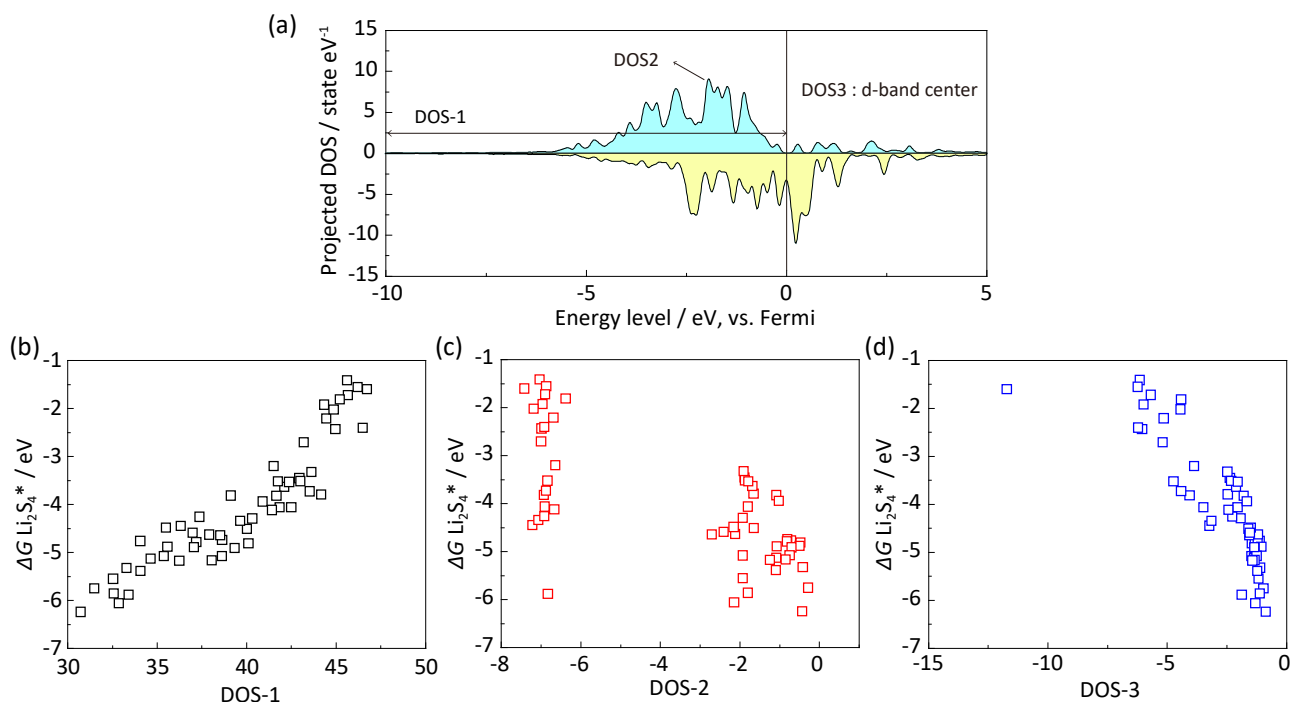 (a)
Projected DOS / state eV⁻¹
15
10
5
0
-5
-10
-15
DOS2
DOS3 : d-band center
DOS-1
-10 -5 0 5
Energy level / eV, vs. Fermi
(b)
ΔG Li₂S₄* / eV
-1
-2
-3
-4
-5
-6
-7
30 35 40 45 50
DOS-1
(c)
ΔG Li₂S₄* / eV
-1
-2
-3
-4
-5
-6
-7
-8 -6 -4 -2 0
DOS-2
(d)
ΔG Li₂S₄* / eV
-1
-2
-3
-4
-5
-6
-7
-15 -10 -5 0
DOS-3